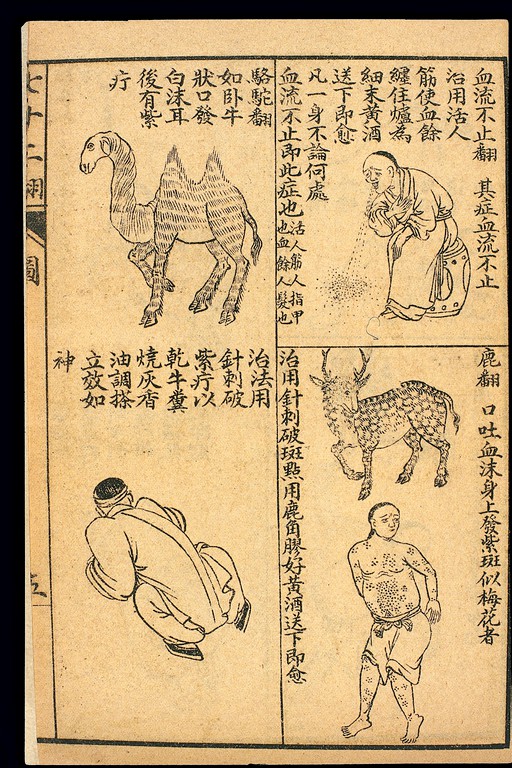 血流不止翻　其症血流不止
治用活人
筋使血餘
纏住爐為
細末黃酒
送下即愈
凡一身不論何處
血流不止即此症也活人筋人指甲
也血餘人髮也
鹿翻　口吐血沫身上發紫斑似梅花者
治用針刺破斑點用鹿角膠好黃酒送下即愈
駱駝翻
如卧牛
狀口發
白沫耳
後有紫
疔
治法用
針刺破
紫疔以
乾牛糞
燒灰香
油調搽
立效如
神
七十二翻
圖
五